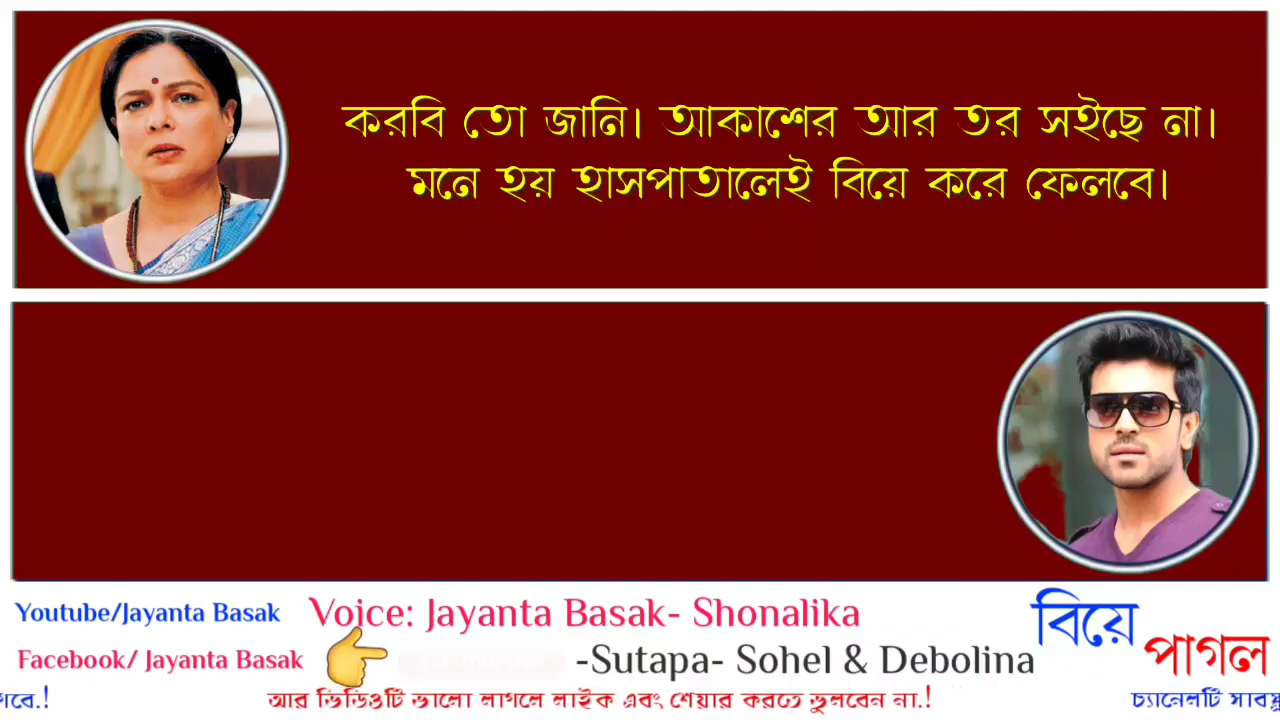 করবি তো জানি। আকাশের আর তর সইছে না।
মনে হয় হাসপাতালেই বিয়ে করে ফেলবে।
Youtube/Jayanta Basak
Voice: Jayanta Basak- Shonalika
Facebook/ Jayanta Basak
-Sutapa- Sohel & Debolina
বিয়ে
পাগল
আর ভিডিওটি ভালো লাগলে লাইক এবং শেয়ার করতে ভুলবেন না.! চ্যানেলটি